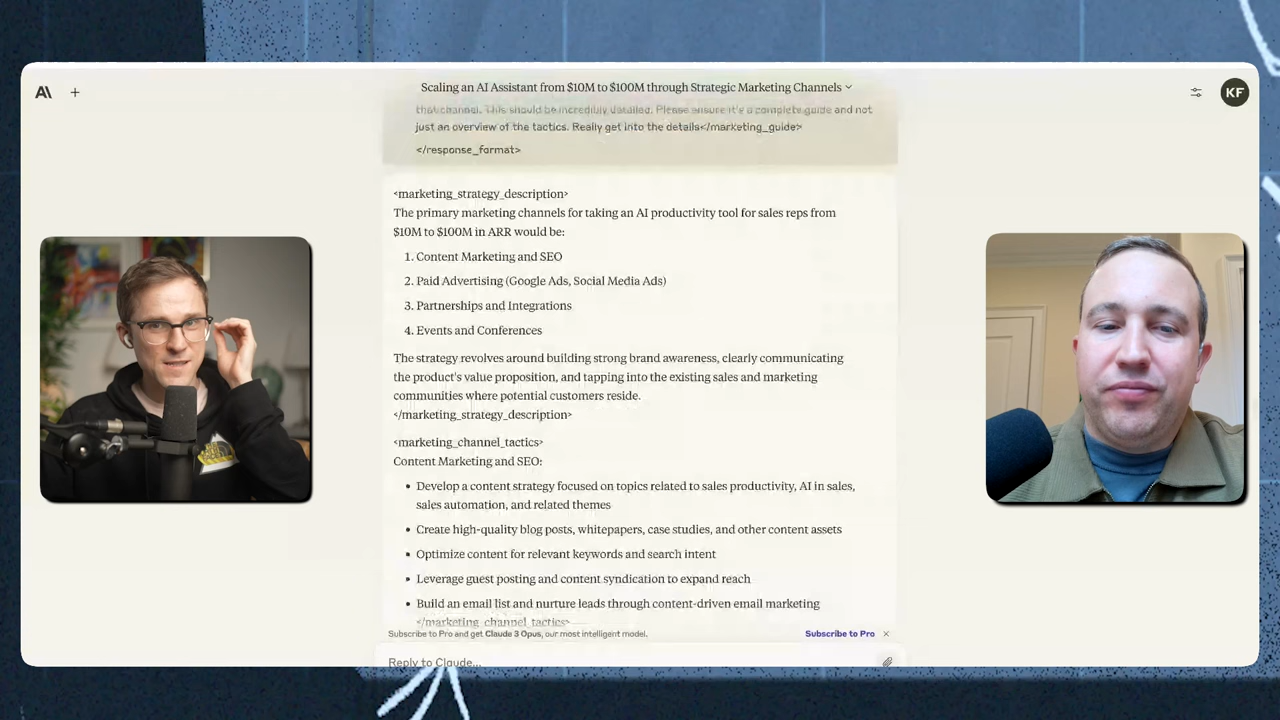 Scaling an AI Assistant from $10M to $100M through Strategic Marketing Channels
KF
that channel. This should be incredibly detailed. Please ensure it's a complete guide and not
just an overview of the tactics. Really get into the details</marketing_guide>
</response_format>
<marketing_strategy_description>
The primary marketing channels for taking an AI productivity tool for sales reps from
$10M to $100M in ARR would be:
1. Content Marketing and SEO
2. Paid Advertising (Google Ads, Social Media Ads)
3. Partnerships and Integrations
4. Events and Conferences
The strategy revolves around building strong brand awareness, clearly communicating
the product's value proposition, and tapping into the existing sales and marketing
communities where potential customers reside.
</marketing_strategy_description>
<marketing_channel_tactics>
Content Marketing and SEO:
• Develop a content strategy focused on topics related to sales productivity, AI in sales,
sales automation, and related themes
• Create high-quality blog posts, whitepapers, case studies, and other content assets
• Optimize content for relevant keywords and search intent
• Leverage guest posting and content syndication to expand reach
• Build an email list and nurture leads through content-driven email marketing
</marketing_channel_tactics>
Subscribe to Pro and get Claude 3 Opus, our most intelligent model.
Subscribe to Pro
Reply to Claude...